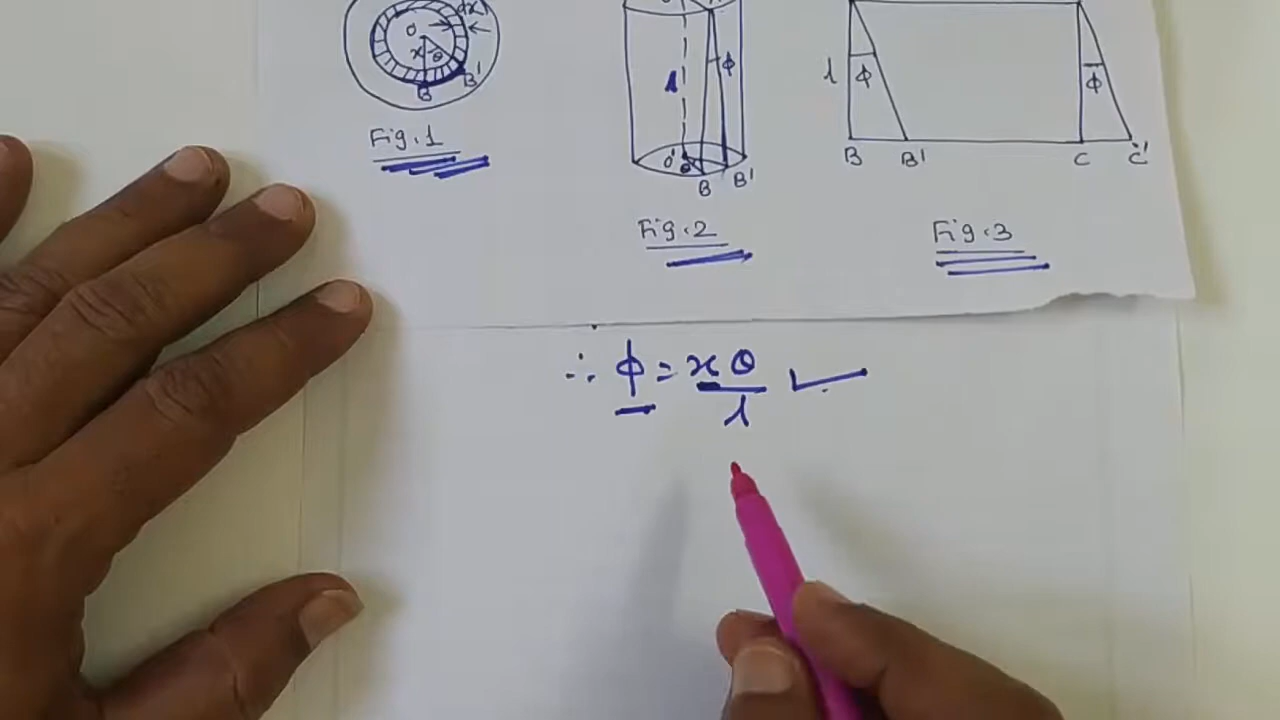 dx
O
x θ
B B'
Fig.1
l ϕ
O'
θ
B B'
Fig.2
l ϕ ϕ
B B' C C'
Fig.3
∴ ϕ = xθ
l